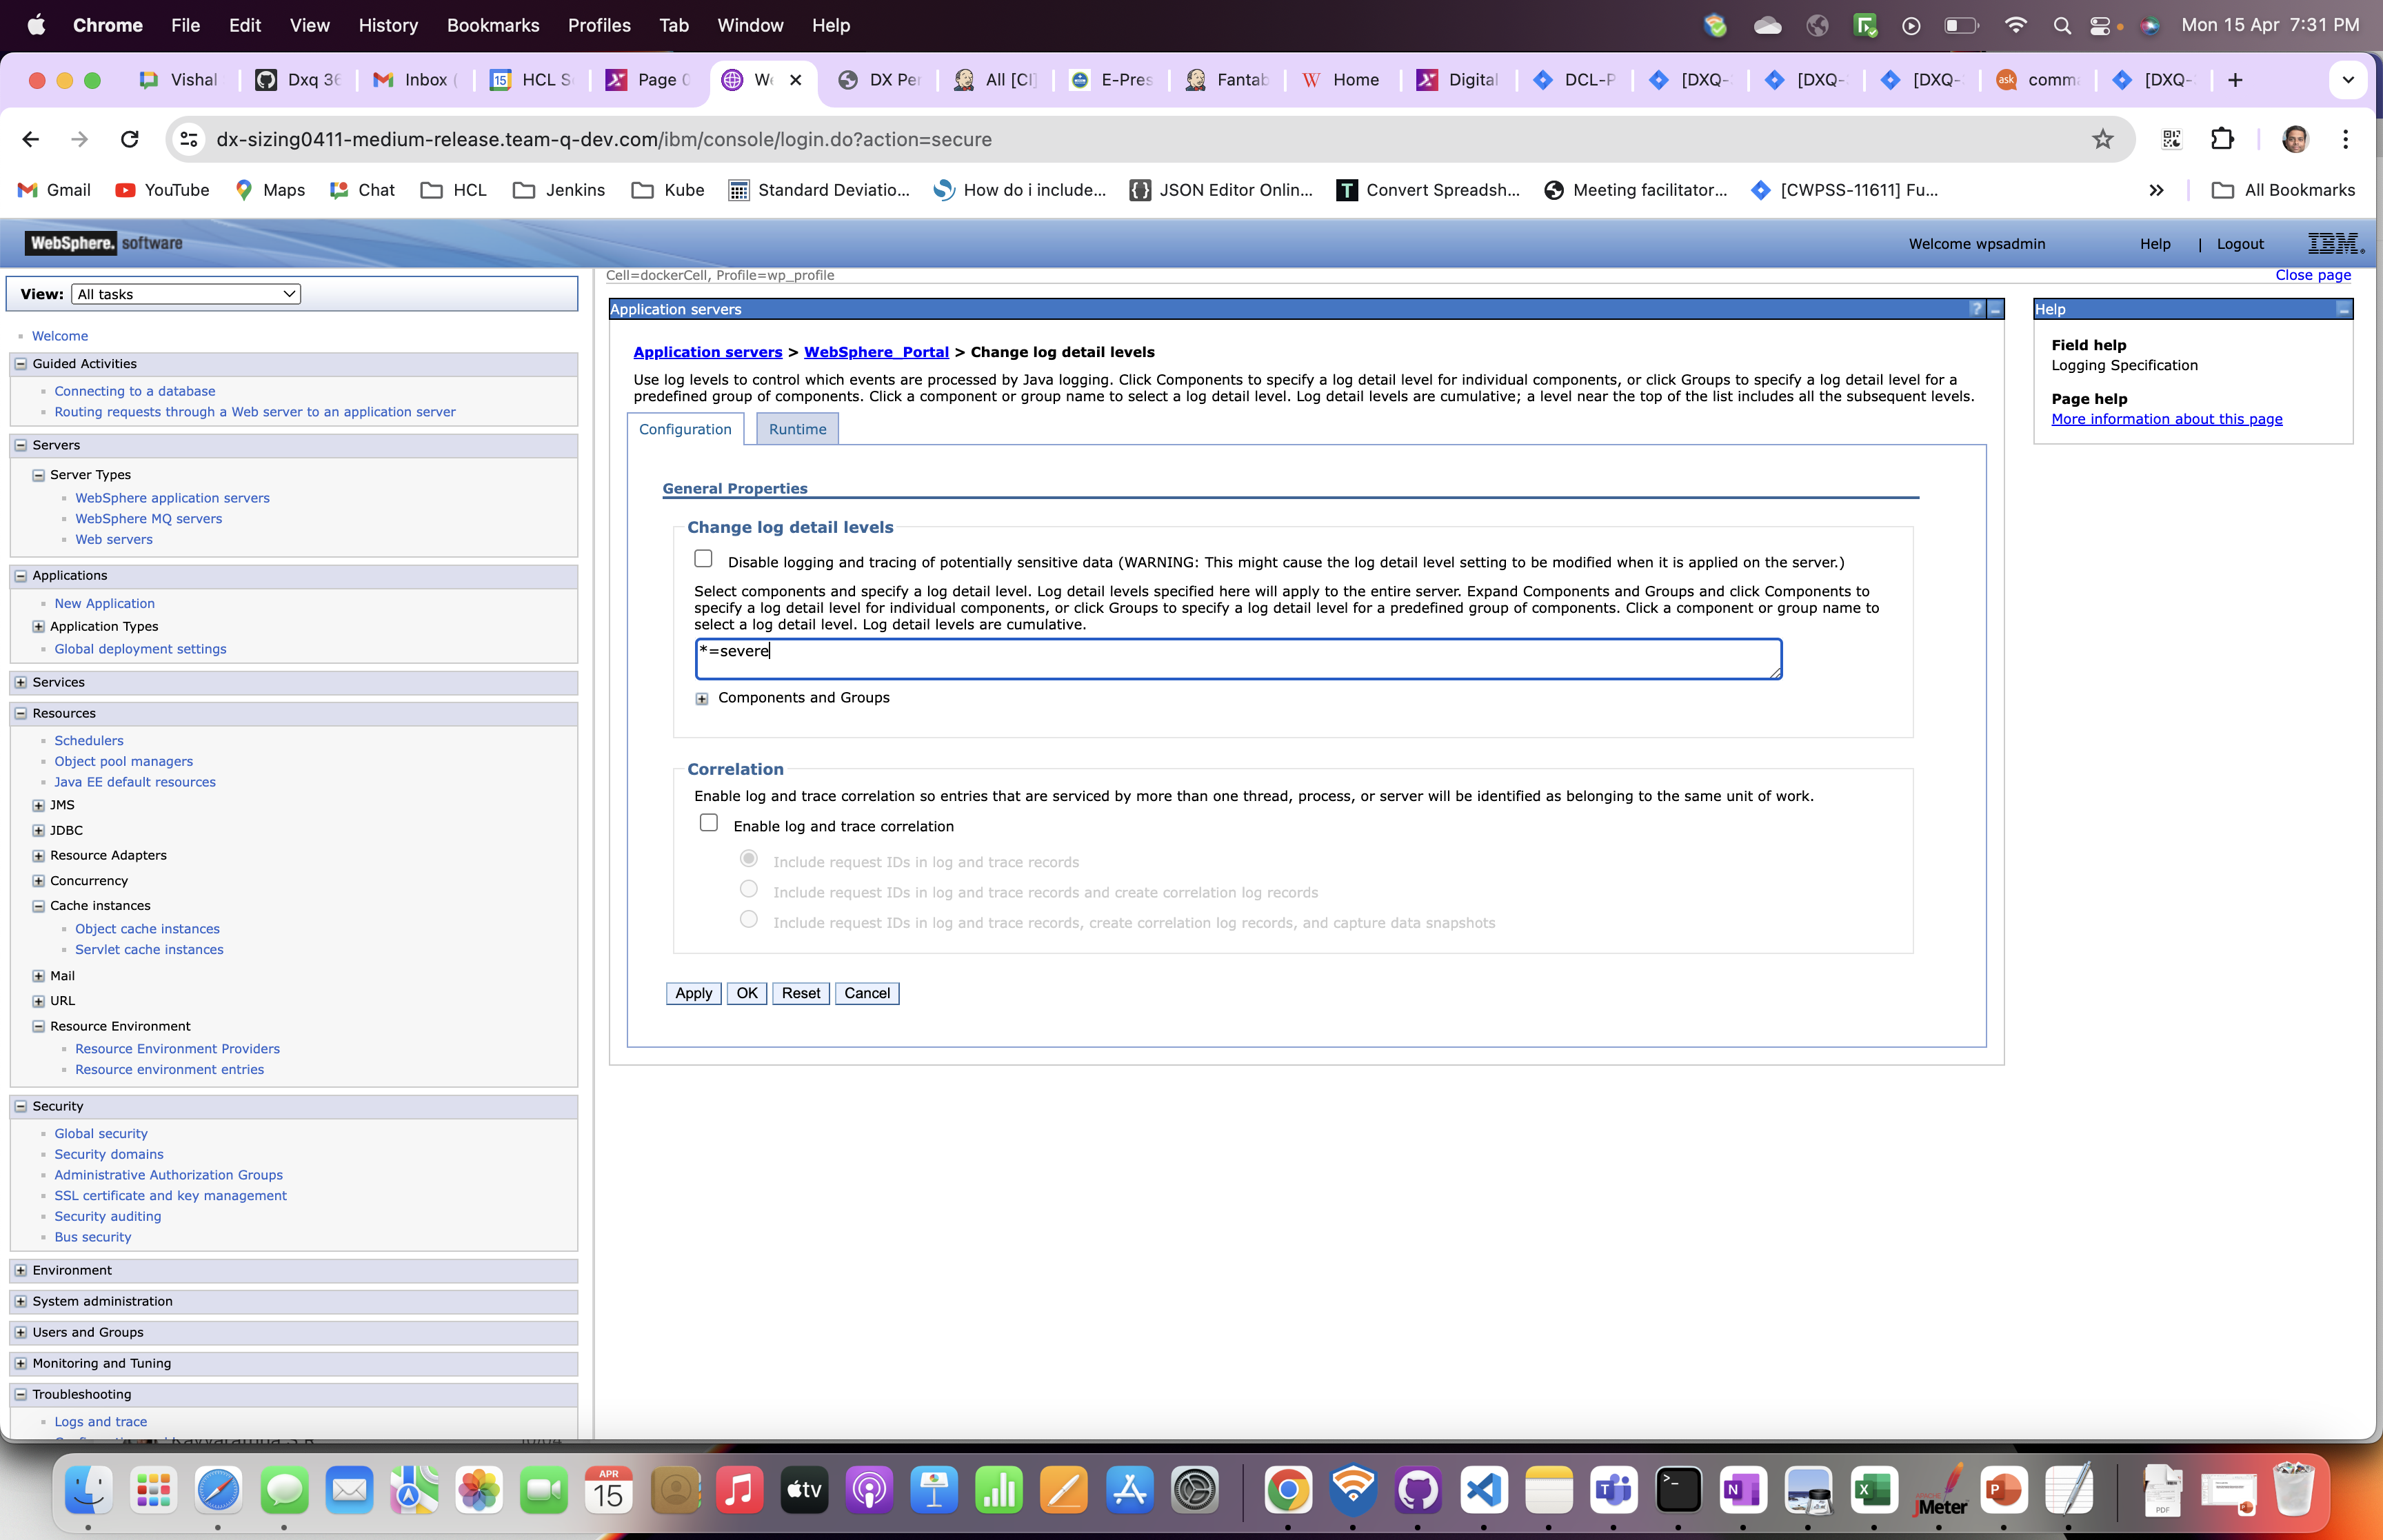 Chrome File Edit View History Bookmarks Profiles Tab Window Help Mon 15 Apr 7:31 PM
Vishal Dxq 36 Inbox ( HCL S Page We DX Per All [CI] E-Pres Fantab Home Digital DCL-P [DXQ- [DXQ- [DXQ- comm [DXQ-
dx-sizing0411-medium-release.team-q-dev.com/ibm/console/login.do?action=secure
Gmail YouTube Maps Chat HCL Jenkins Kube Standard Deviatio... How do i include... JSON Editor Onlin... Convert Spreadsh... Meeting facilitator... [CWPSS-11611] Fu... » All Bookmarks
WebSphere. software Welcome wpsadmin Help | Logout IBM.
View: All tasks
Welcome
Guided Activities
Connecting to a database
Routing requests through a Web server to an application server
Servers
Server Types
WebSphere application servers
WebSphere MQ servers
Web servers
Applications
New Application
Application Types
Global deployment settings
Services
Resources
Schedulers
Object pool managers
Java EE default resources
JMS
JDBC
Resource Adapters
Concurrency
Cache instances
Object cache instances
Servlet cache instances
Mail
URL
Resource Environment
Resource Environment Providers
Resource environment entries
Security
Global security
Security domains
Administrative Authorization Groups
SSL certificate and key management
Security auditing
Bus security
Environment
System administration
Users and Groups
Monitoring and Tuning
Troubleshooting
Logs and trace
Cell=dockerCell, Profile=wp_profile
Close page
Application servers
?
Application servers > WebSphere_Portal > Change log detail levels
Use log levels to control which events are processed by Java logging. Click Components to specify a log detail level for individual components, or click Groups to specify a log detail level for a
predefined group of components. Click a component or group name to select a log detail level. Log detail levels are cumulative; a level near the top of the list includes all the subsequent levels.
Configuration Runtime
General Properties
Change log detail levels
Disable logging and tracing of potentially sensitive data (WARNING: This might cause the log detail level setting to be modified when it is applied on the server.)
Select components and specify a log detail level. Log detail levels specified here will apply to the entire server. Expand Components and Groups and click Components to
specify a log detail level for individual components, or click Groups to specify a log detail level for a predefined group of components. Click a component or group name to
select a log detail level. Log detail levels are cumulative.
*=severe
Components and Groups
Correlation
Enable log and trace correlation so entries that are serviced by more than one thread, process, or server will be identified as belonging to the same unit of work.
Enable log and trace correlation
Include request IDs in log and trace records
Include request IDs in log and trace records and create correlation log records
Include request IDs in log and trace records, create correlation log records, and capture data snapshots
Apply OK Reset Cancel
Help
Field help
Logging Specification
Page help
More information about this page
APR
15
tv
JMeter
PDF